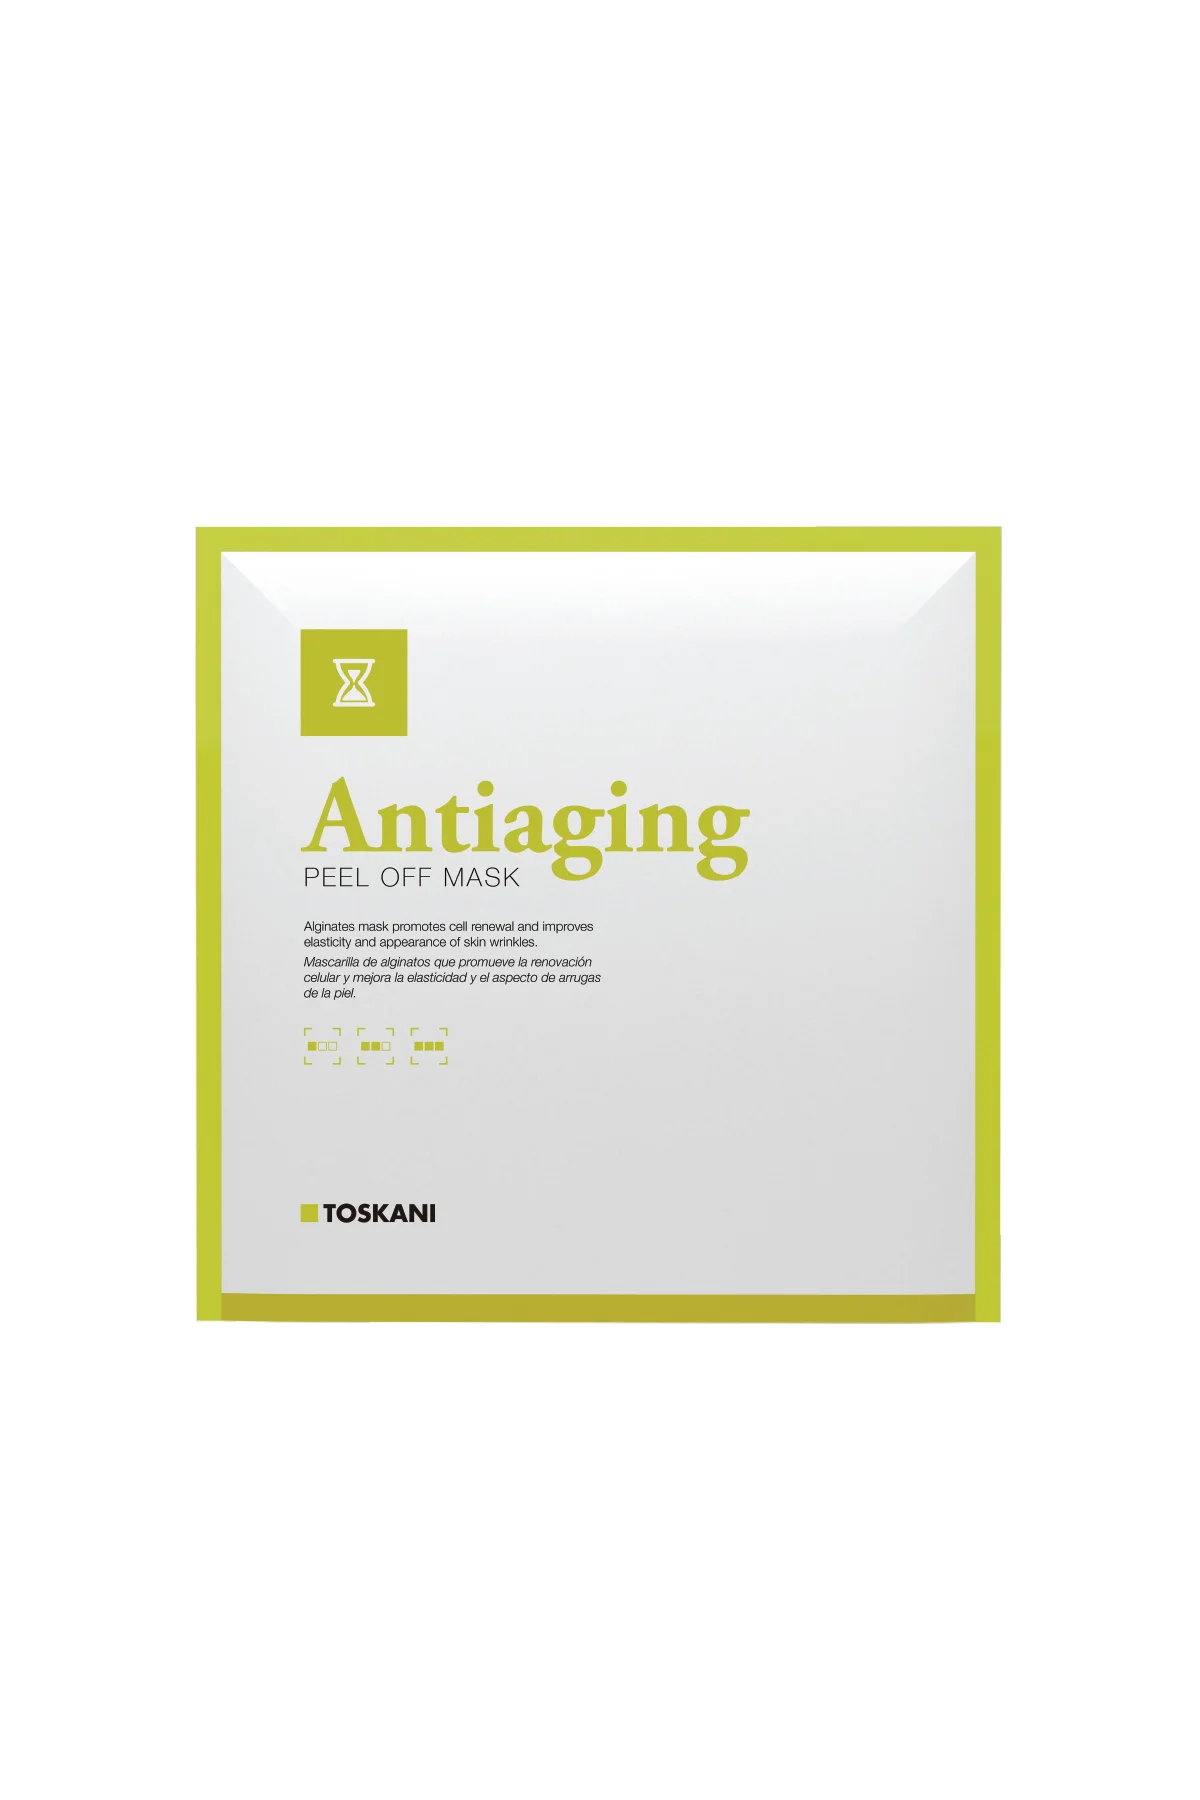 Antiaging
PEEL OFF MASK
Alginates mask promotes cell renewal and improves
elasticity and appearance of skin wrinkles.
Mascarilla de alginatos que promueve la renovación
celular y mejora la elasticidad y el aspecto de arrugas
de la piel.
TOSKANI